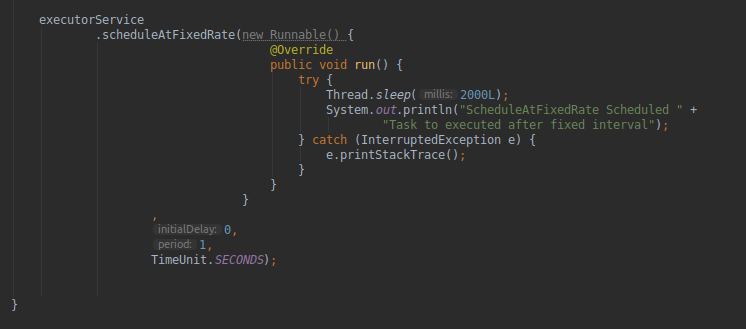 executorService
.scheduleAtFixedRate(new Runnable() {
@Override
public void run() {
try {
Thread.sleep( millis: 2000L);
System.out.println("ScheduleAtFixedRate Scheduled " +
"Task to executed after fixed interval");
} catch (InterruptedException e) {
e.printStackTrace();
}
}
}
,
initialDelay: 0,
period: 1,
TimeUnit.SECONDS);
}